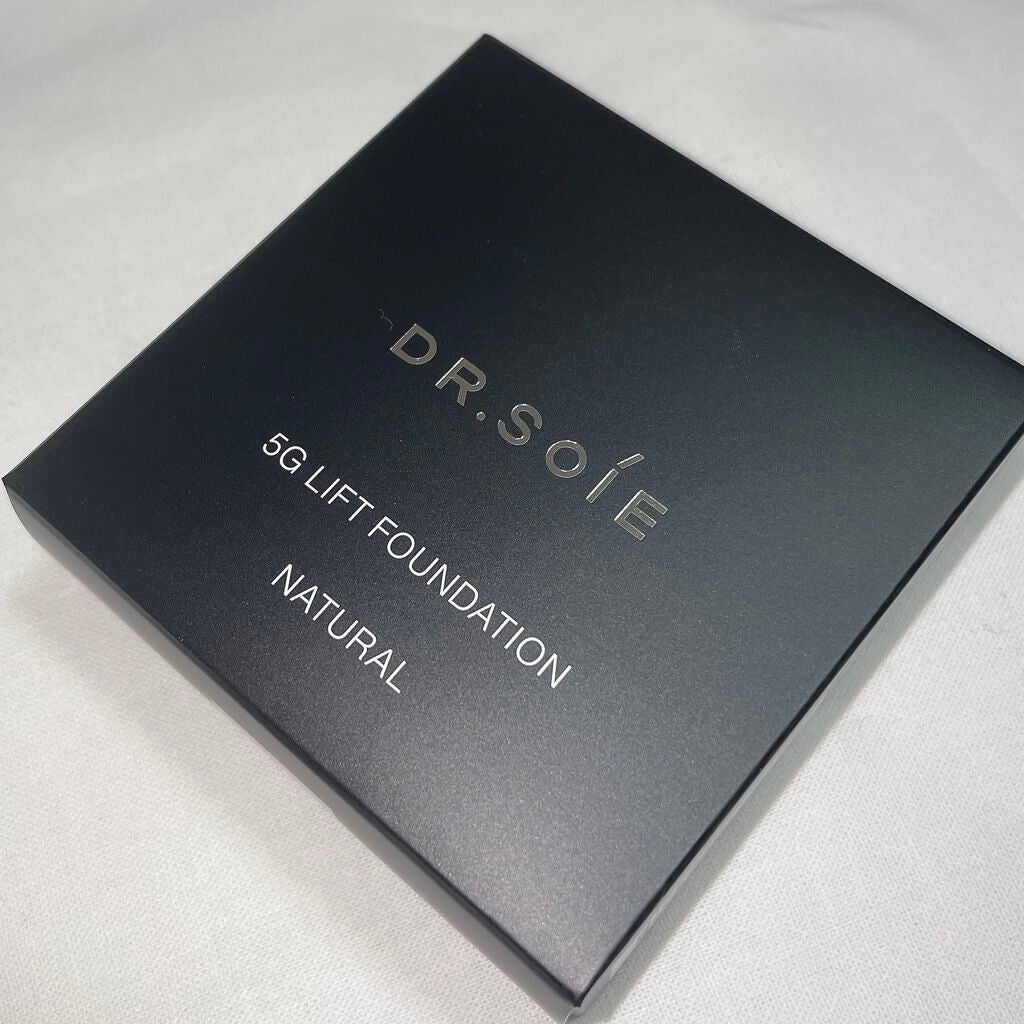 DR.SOÍE
5G LIFT FOUNDATION
NATURAL